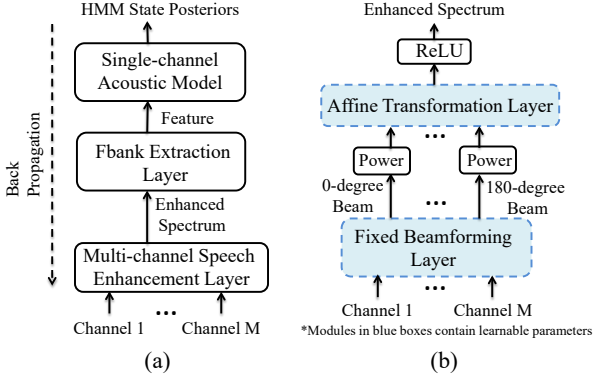 HMM State Posteriors
Single-channel
Acoustic Model
Feature
Fbank Extraction
Layer
Enhanced
Spectrum
Multi-channel Speech
Enhancement Layer
Channel 1
...
Channel M
Back
Propagation
(a)
Enhanced Spectrum
ReLU
Affine Transformation Layer
...
Power
Power
0-degree
Beam
...
180-degree
Beam
Fixed Beamforming
Layer
...
Channel 1
Channel M
*Modules in blue boxes contain learnable parameters
(b)